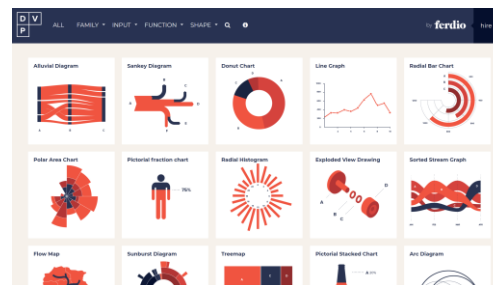 D V
P
ALL FAMILY INPUT FUNCTION SHAPE
by ferdio
hire
Alluvial Diagram
Sankey Diagram
Donut Chart
Line Graph
Radial Bar Chart
A B C
Polar Area Chart
Pictorial fraction chart
Radial Histogram
Exploded View Drawing
Sorted Stream Graph
75%
A
B
C
D
Flow Map
Sunburst Diagram
Treemap
Pictorial Stacked Chart
Arc Diagram